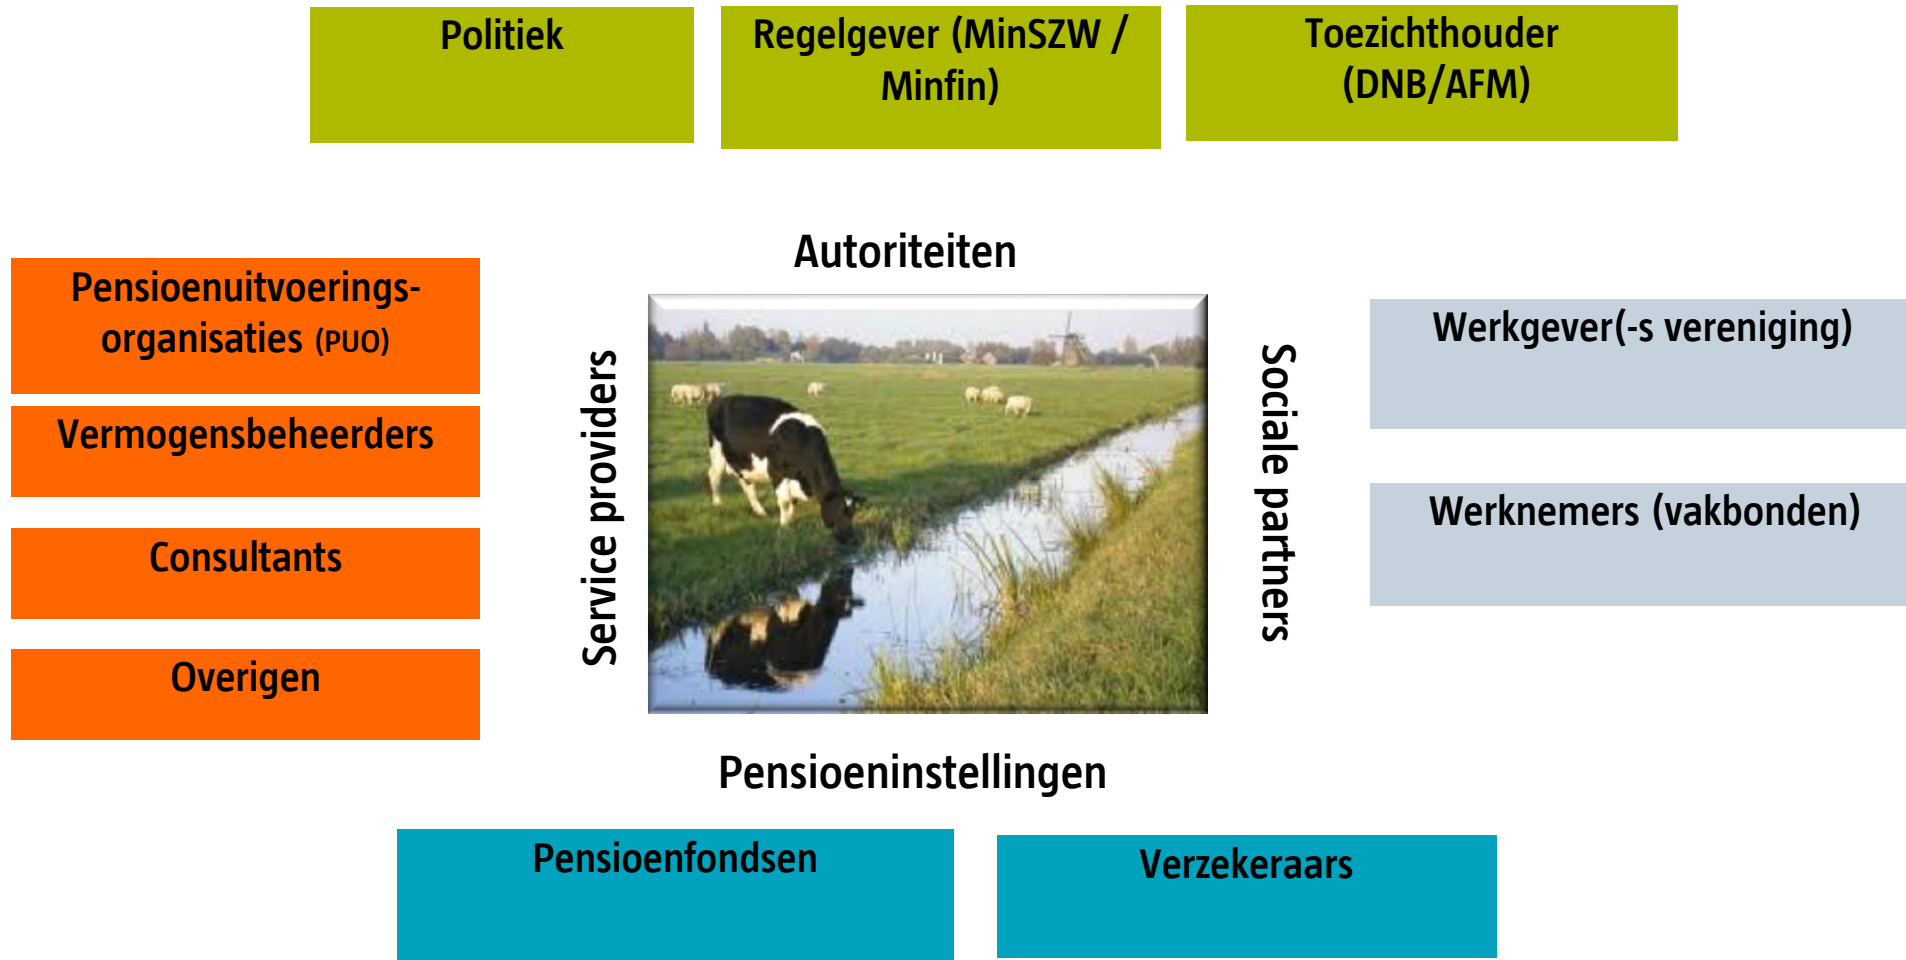 Politiek
Regelgever (MinSZW /
Minfin)
Toezichthouder
(DNB/AFM)
Autoriteiten
Pensioenuitvoerings-
organisaties (PUO)
Vermogensbeheerders
Consultants
Overigen
Service providers
Sociale partners
Werkgever(-s vereniging)
Werknemers (vakbonden)
Pensioeninstellingen
Pensioenfondsen
Verzekeraars